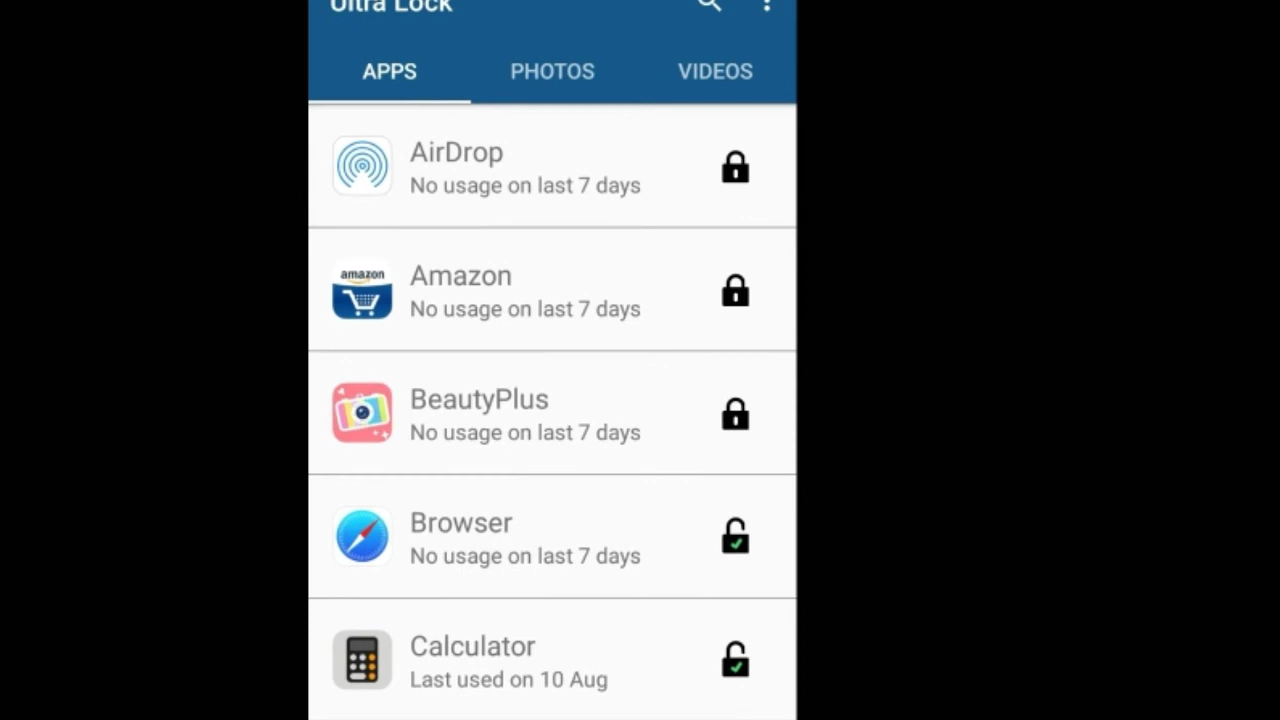 Ultra Lock
APPS PHOTOS VIDEOS
AirDrop
No usage on last 7 days
amazon
Amazon
No usage on last 7 days
BeautyPlus
No usage on last 7 days
Browser
No usage on last 7 days
Calculator
Last used on 10 Aug